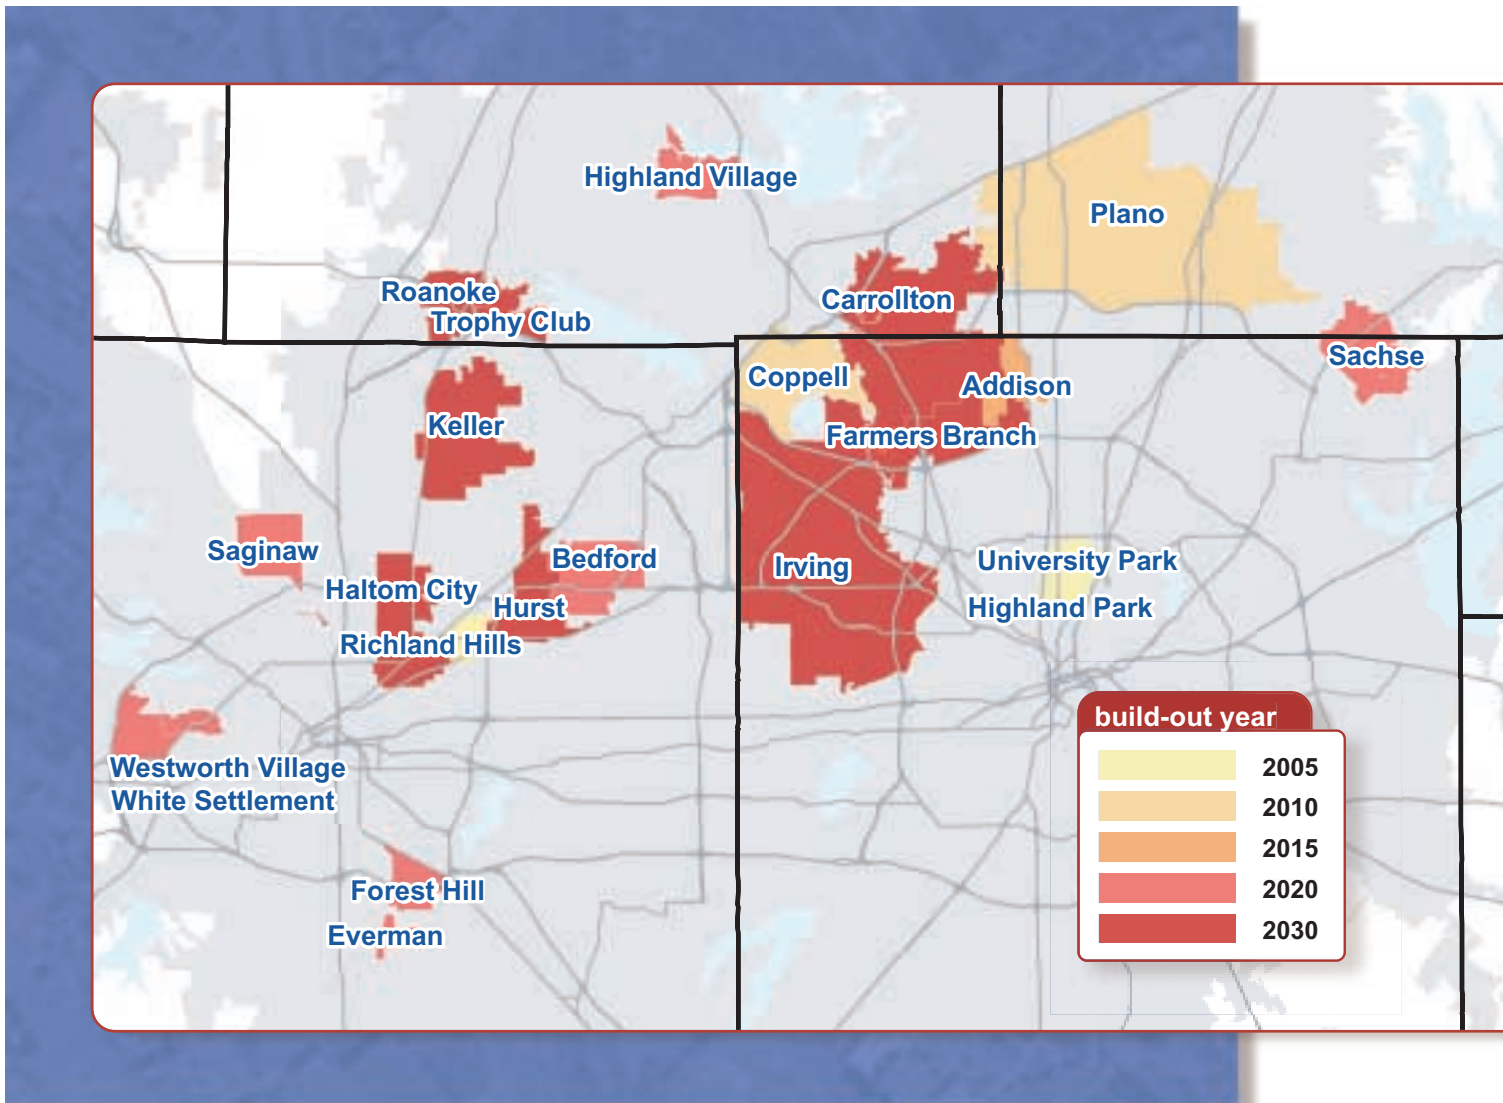 Highland Village
Plano
Roanoke
Trophy Club
Carrollton
Sachse
Coppell
Addison
Keller
Farmers Branch
Saginaw
Bedford
Irving
University Park
Haltom City
Hurst
Highland Park
Richland Hills
Westworth Village
White Settlement
Forest Hill
Everman
build-out year
2005
2010
2015
2020
2030